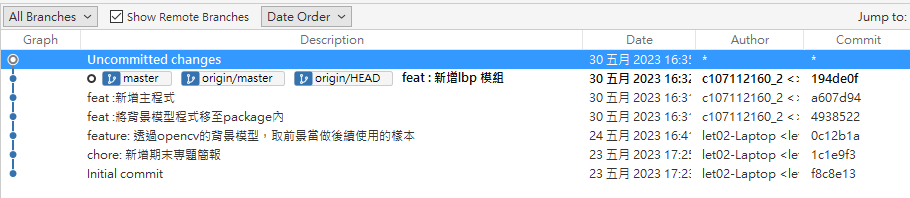 All Branches Show Remote Branches Date Order Jump to:
Graph Description Date Author Commit
Uncommitted changes 30 五月 2023 16:35 * *
master origin/master origin/HEAD feat : 新增lbp 模組 30 五月 2023 16:32 c107112160_2 < 194de0f
feat :新增主程式 30 五月 2023 16:31 c107112160_2 < a607d94
feat :將背景模型程式移至package內 30 五月 2023 16:31 c107112160_2 < 4938522
feature: 透過opencv的背景模型，取前景當做後續使用的樣本 24 五月 2023 16:41 let02-Laptop <let 0c12b1a
chore: 新增期末專題簡報 23 五月 2023 17:25 let02-Laptop <let 1c1e9f3
Initial commit 23 五月 2023 17:23 let02-Laptop <let f8c8e13